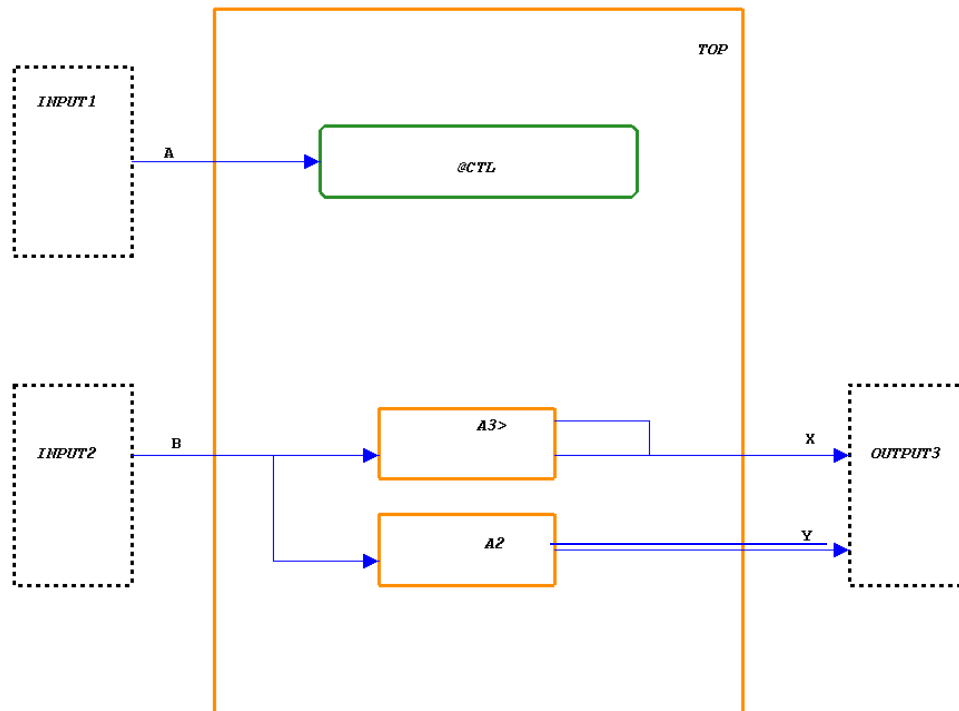 TOP
INPUT1
A
@CTL
A3>
INPUT2
B
X
OUTPUT3
A2
Y